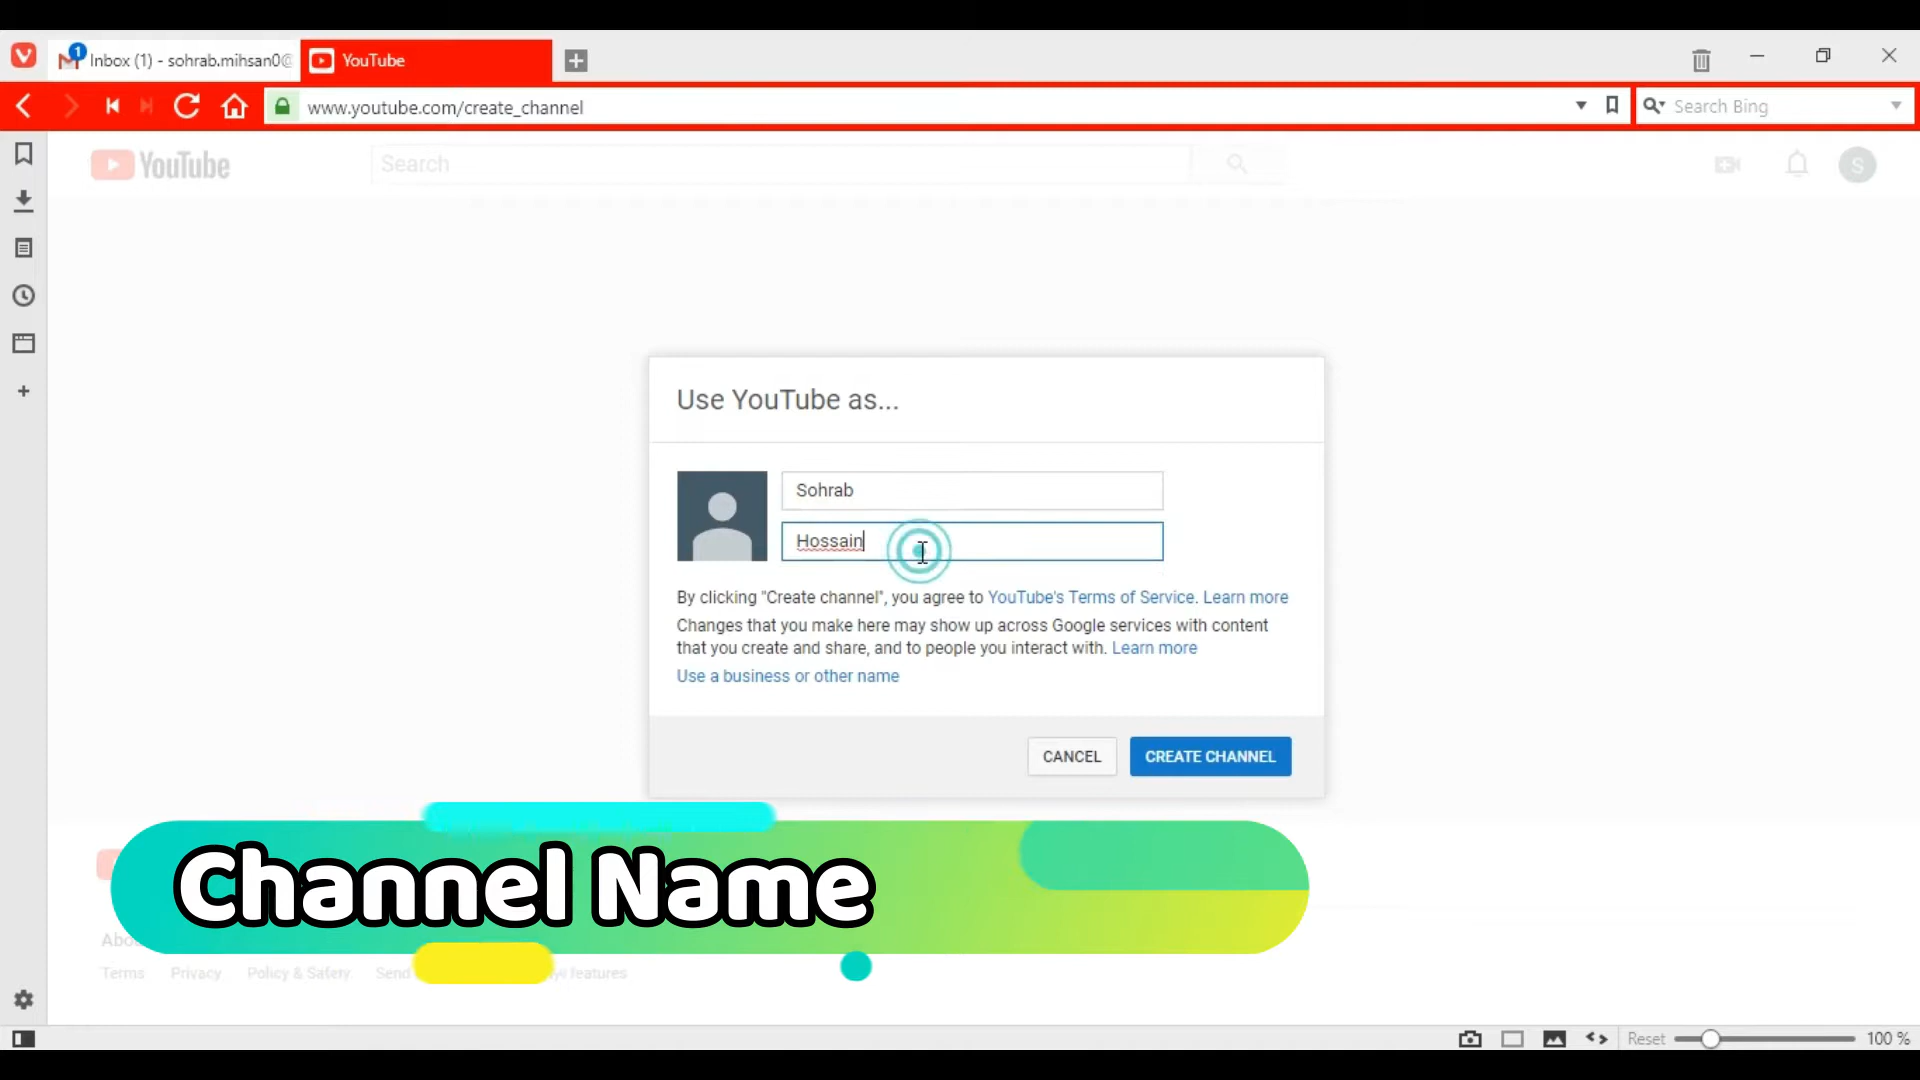 1
Inbox (1) - sohrab.mihsan0@
YouTube
www.youtube.com/create_channel
Search Bing
YouTube
Search
S
Use YouTube as...
Sohrab
Hossain
By clicking "Create channel", you agree to YouTube's Terms of Service. Learn more
Changes that you make here may show up across Google services with content
that you create and share, and to people you interact with. Learn more
Use a business or other name
CANCEL
CREATE CHANNEL
Channel Name
Terms
Privacy
Policy & Safety
Send
features
Reset
100 %